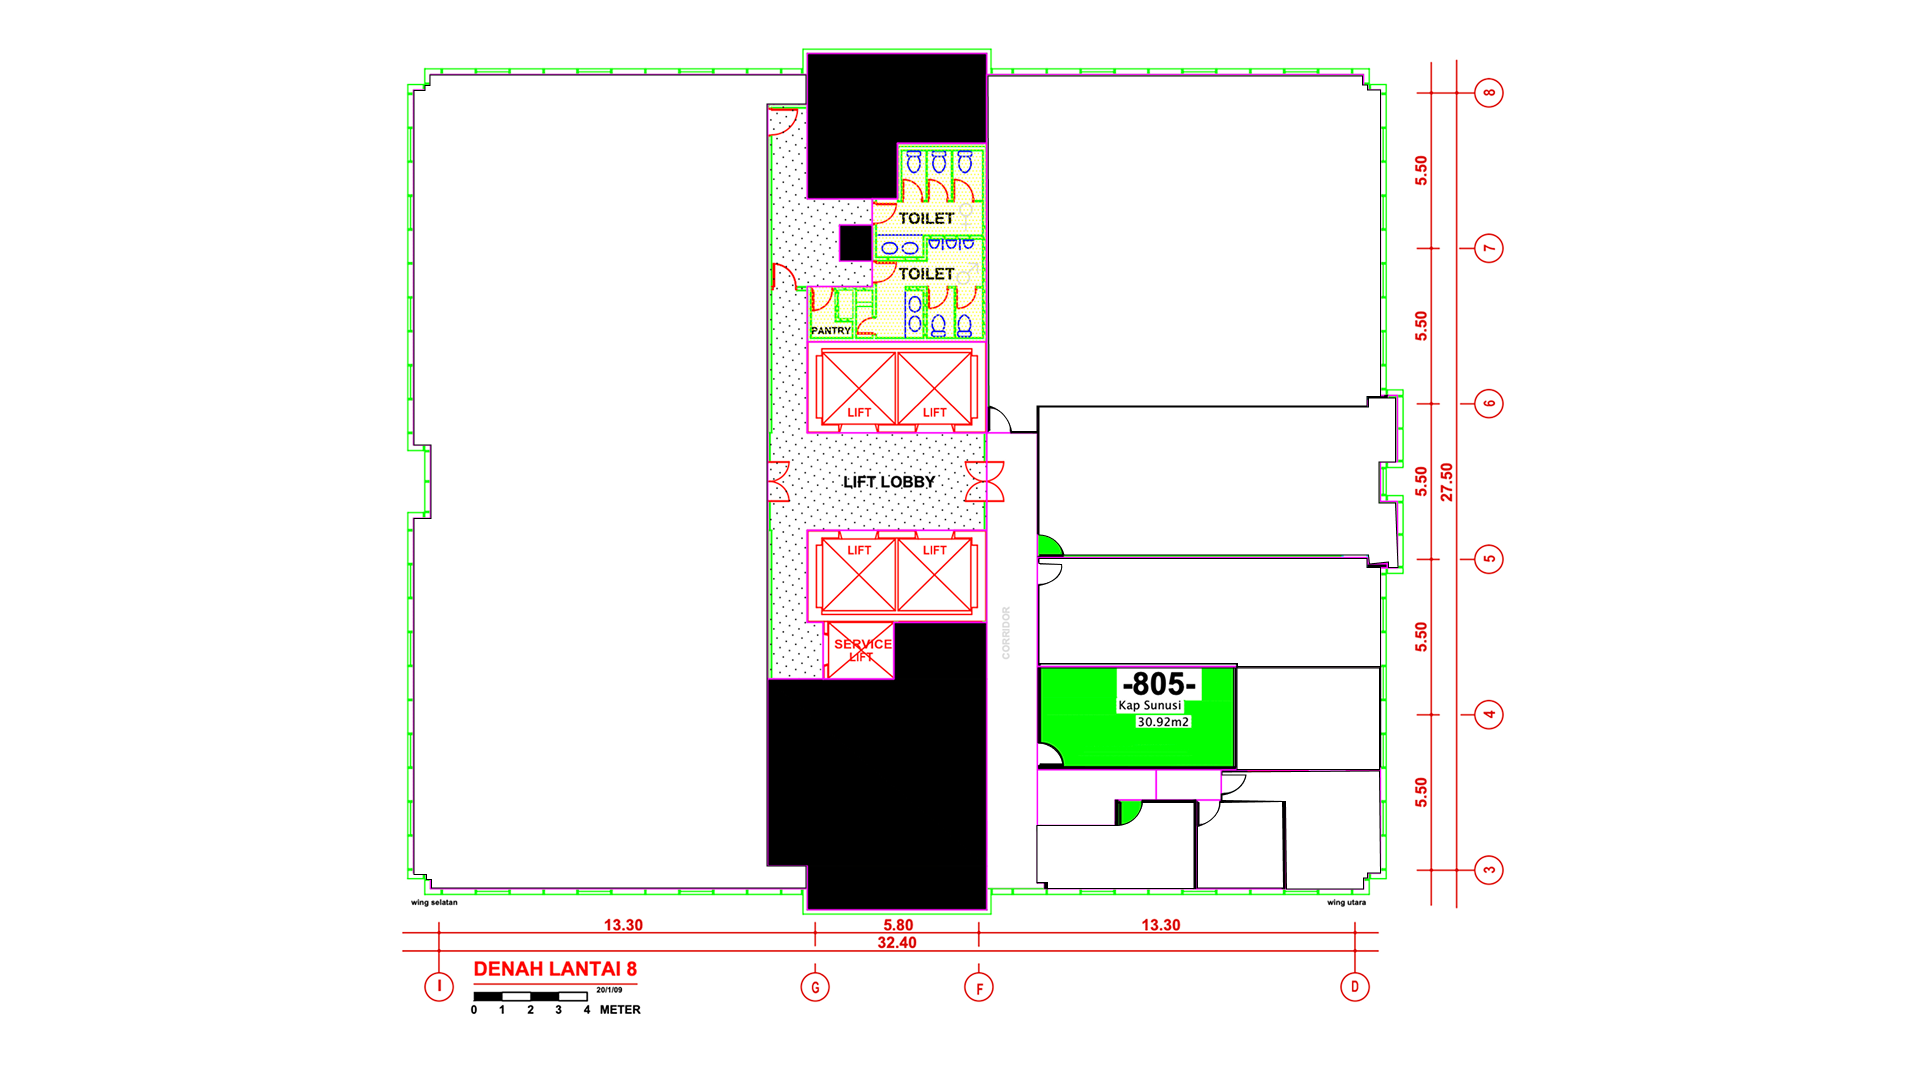 8
5.50
TOILET
7
TOILET
5.50
PANTRY
6
LIFT LIFT
LIFT LOBBY
5.50
27.50
LIFT LIFT
5
CORRIDOR
5.50
SERVICE
LIFT
-805-
Kap Sunusi
30.92m2
4
5.50
3
wing selatan
wing utara
13.30 5.80 13.30
32.40
DENAH LANTAI 8
I G F D
20/1/09
0 1 2 3 4 METER